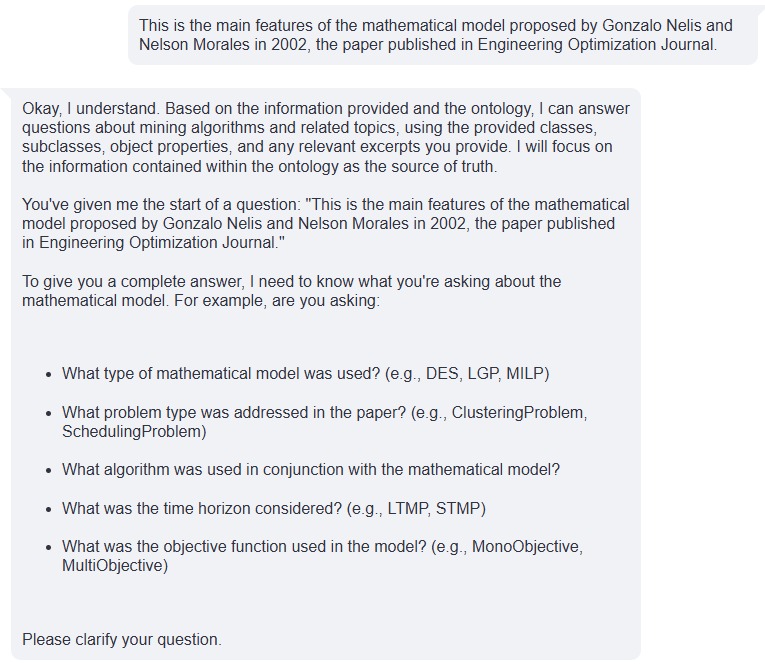 This is the main features of the mathematical model proposed by Gonzalo Nelis and
Nelson Morales in 2002, the paper published in Engineering Optimization Journal.
Okay, I understand. Based on the information provided and the ontology, I can answer
questions about mining algorithms and related topics, using the provided classes,
subclasses, object properties, and any relevant excerpts you provide. I will focus on
the information contained within the ontology as the source of truth.
You've given me the start of a question: "This is the main features of the mathematical
model proposed by Gonzalo Nelis and Nelson Morales in 2002, the paper published
in Engineering Optimization Journal."
To give you a complete answer, I need to know what you're asking about the
mathematical model. For example, are you asking:
• What type of mathematical model was used? (e.g., DES, LGP, MILP)
• What problem type was addressed in the paper? (e.g., ClusteringProblem,
SchedulingProblem)
• What algorithm was used in conjunction with the mathematical model?
• What was the time horizon considered? (e.g., LTMP, STMP)
• What was the objective function used in the model? (e.g., MonoObjective,
MultiObjective)
Please clarify your question.